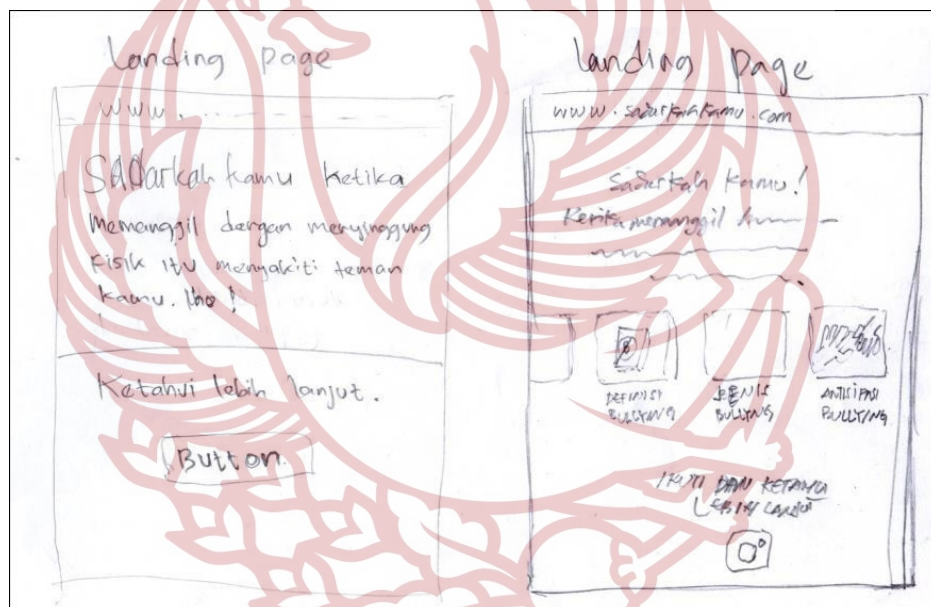 Landing page
www.
Sadarkah kamu ketika
memanggil dengan menyinggung
fisik itu menyakiti teman
kamu. lho!
Ketahui lebih lanjut.
Button
Landing page
www.sadarkahkamu.com
Sadarkah kamu!
Ketika memanggil
DEFINISI
BULLYING
JENIS
BULLYING
ANTISIPASI
BULLYING
IKUTI DAN KETAHUI
LEBIH LANJUT